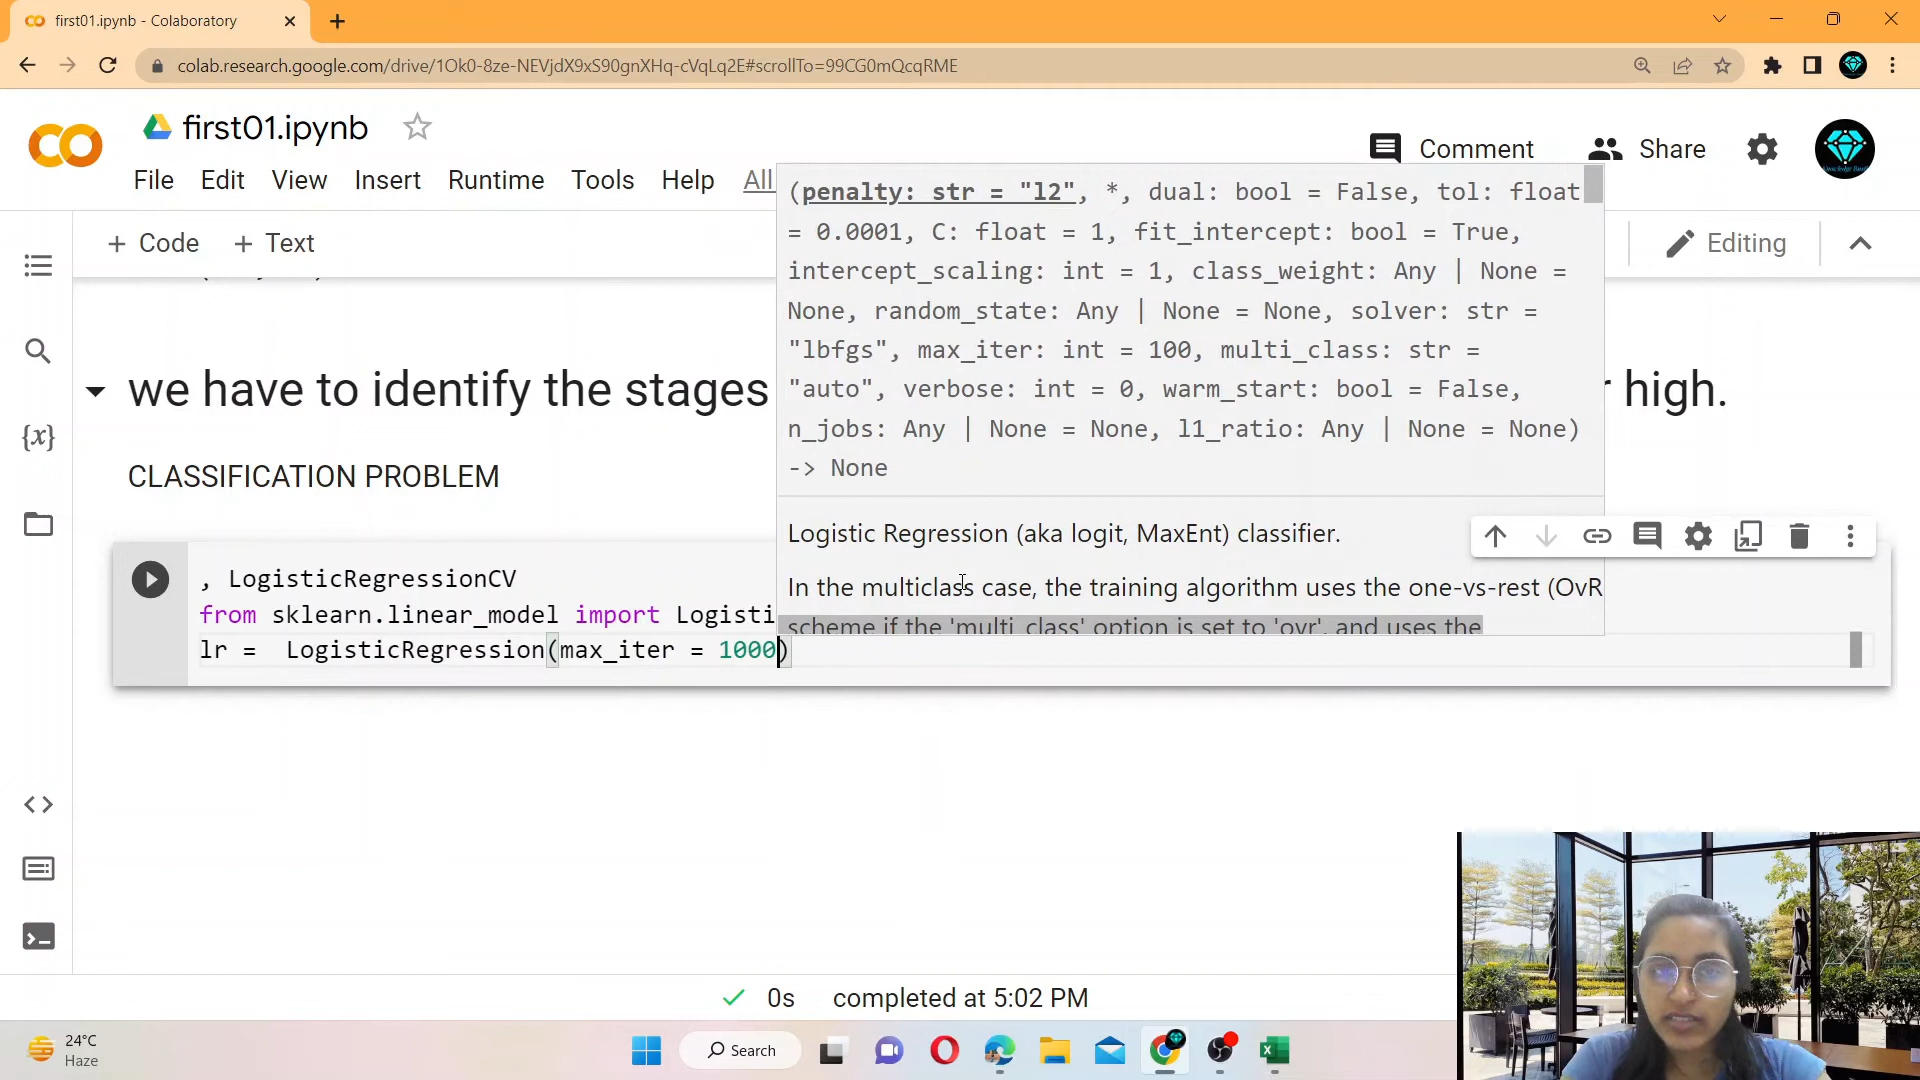 first01.ipynb - Colaboratory
colab.research.google.com/drive/1Ok0-8ze-NEVjdX9xS90gnXHq-cVqLq2E#scrollTo=99CG0mQcqRME
first01.ipynb
Comment
Share
File Edit View Insert Runtime Tools Help All
(penalty: str = "l2", *, dual: bool = False, tol: float
= 0.0001, C: float = 1, fit_intercept: bool = True,
intercept_scaling: int = 1, class_weight: Any | None =
None, random_state: Any | None = None, solver: str =
"lbfgs", max_iter: int = 100, multi_class: str =
"auto", verbose: int = 0, warm_start: bool = False,
n_jobs: Any | None = None, l1_ratio: Any | None = None)
-> None
Logistic Regression (aka logit, MaxEnt) classifier.
In the multiclass case, the training algorithm uses the one-vs-rest (OvR
scheme if the 'multi_class' option is set to 'ovr', and uses the
+ Code + Text
Editing
{x}
we have to identify the stages
high.
CLASSIFICATION PROBLEM
, LogisticRegressionCV
from sklearn.linear_model import Logisti
lr = LogisticRegression(max_iter = 1000)
0s completed at 5:02 PM
24°C
Haze
Search